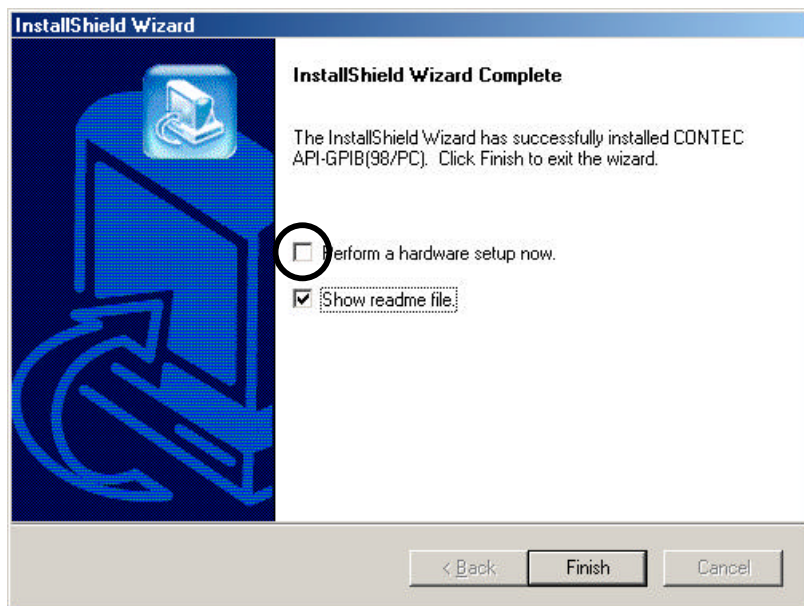 InstallShield Wizard
InstallShield Wizard Complete
The InstallShield Wizard has successfully installed CONTEC
API-GPIB(98/PC). Click Finish to exit the wizard.
Perform a hardware setup now.
Show readme file.
< Back
Finish
Cancel